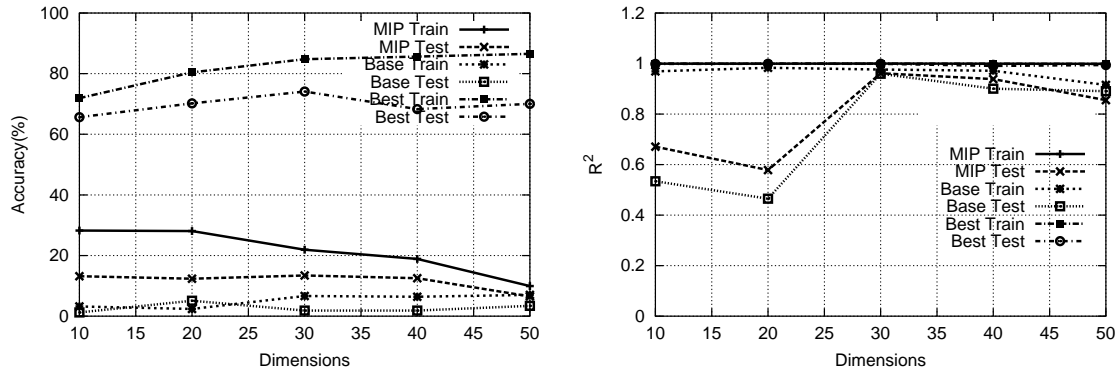 100
80
60
40
20
0
10 15 20 25 30 35 40 45 50
Accuracy(%)
Dimensions
MIP Train
MIP Test
Base Train
Base Test
Best Train
Best Test
1.2
1
0.8
0.6
0.4
0.2
0
10 15 20 25 30 35 40 45 50
R²
Dimensions
MIP Train
MIP Test
Base Train
Base Test
Best Train
Best Test